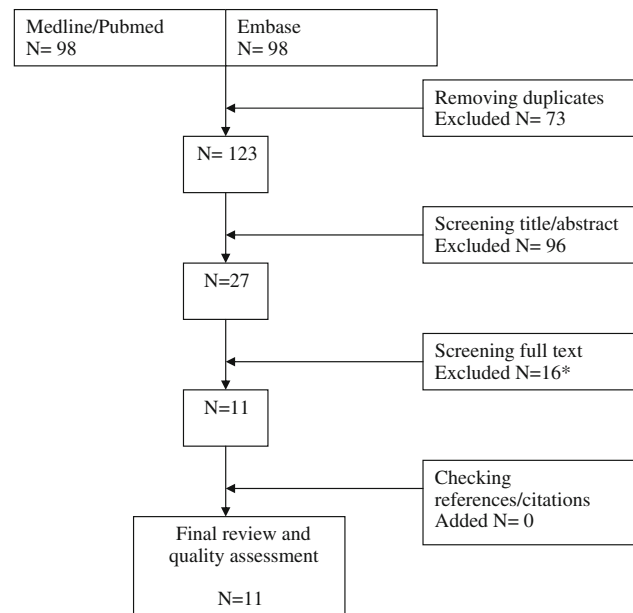 Medline/Pubmed
N= 98
Embase
N= 98
Removing duplicates
Excluded N= 73
N= 123
Screening title/abstract
Excluded N= 96
N=27
Screening full text
Excluded N=16*
N=11
Checking
references/citations
Added N= 0
Final review and
quality assessment
N=11